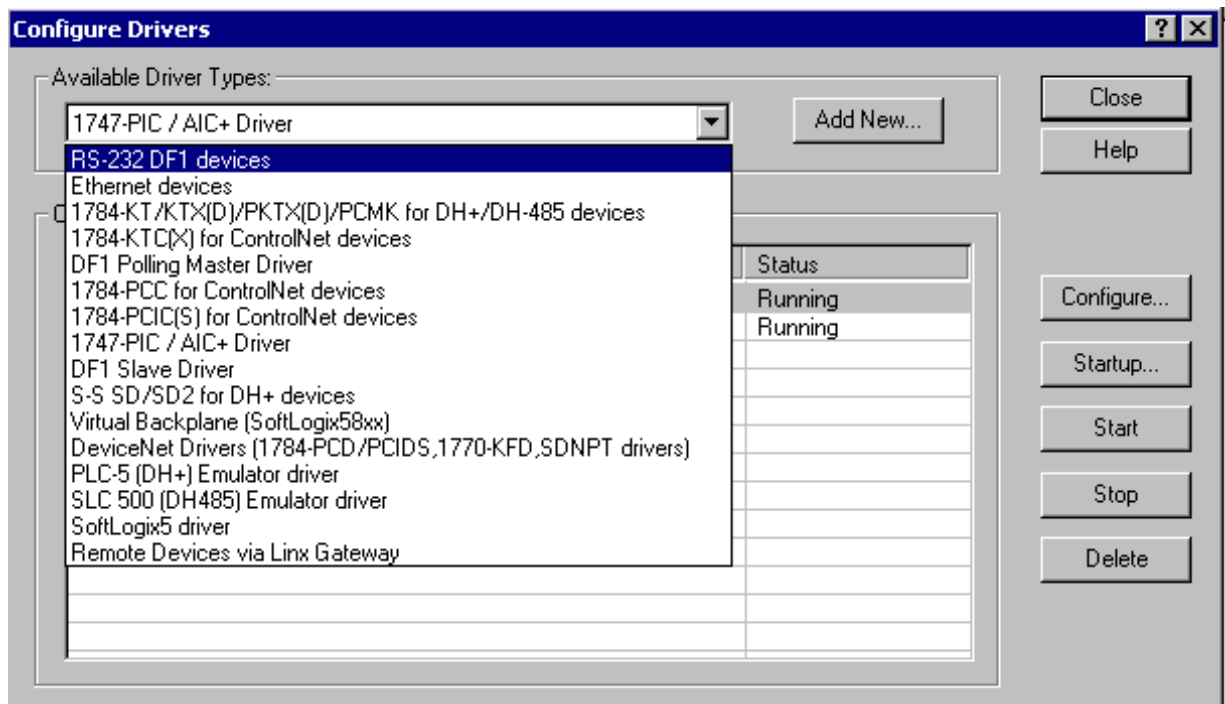 Configure Drivers
Available Driver Types:
1747-PIC / AIC+ Driver
Add New...
Close
Help
RS-232 DF1 devices
Ethernet devices
1784-KT/KTX(D)/PKTX(D)/PCMK for DH+/DH-485 devices
1784-KTC(X) for ControlNet devices
DF1 Polling Master Driver
1784-PCC for ControlNet devices
1784-PCIC(S) for ControlNet devices
1747-PIC / AIC+ Driver
DF1 Slave Driver
S-S SD/SD2 for DH+ devices
Virtual Backplane (SoftLogix58xx)
DeviceNet Drivers (1784-PCD/PCIDS,1770-KFD,SDNPT drivers)
PLC-5 (DH+) Emulator driver
SLC 500 (DH485) Emulator driver
SoftLogix5 driver
Remote Devices via Linx Gateway
Status
Running
Running
Configure...
Startup...
Start
Stop
Delete